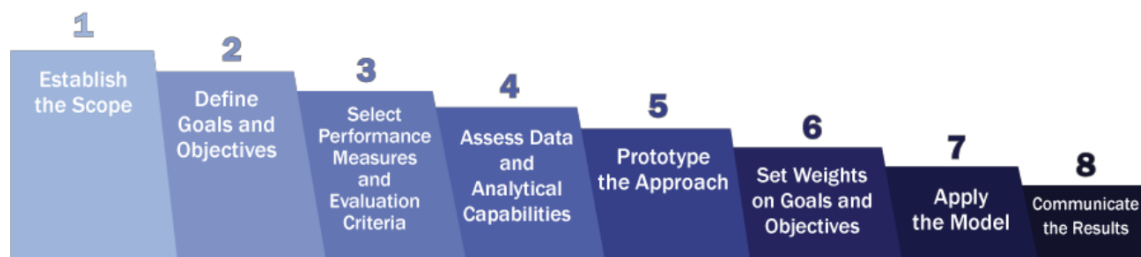 1
Establish
the Scope
2
Define
Goals and
Objectives
3
Select
Performance
Measures
and
Evaluation
Criteria
4
Assess Data
and
Analytical
Capabilities
5
Prototype
the Approach
6
Set Weights
on Goals and
Objectives
7
Apply
the Model
8
Communicate
the Results